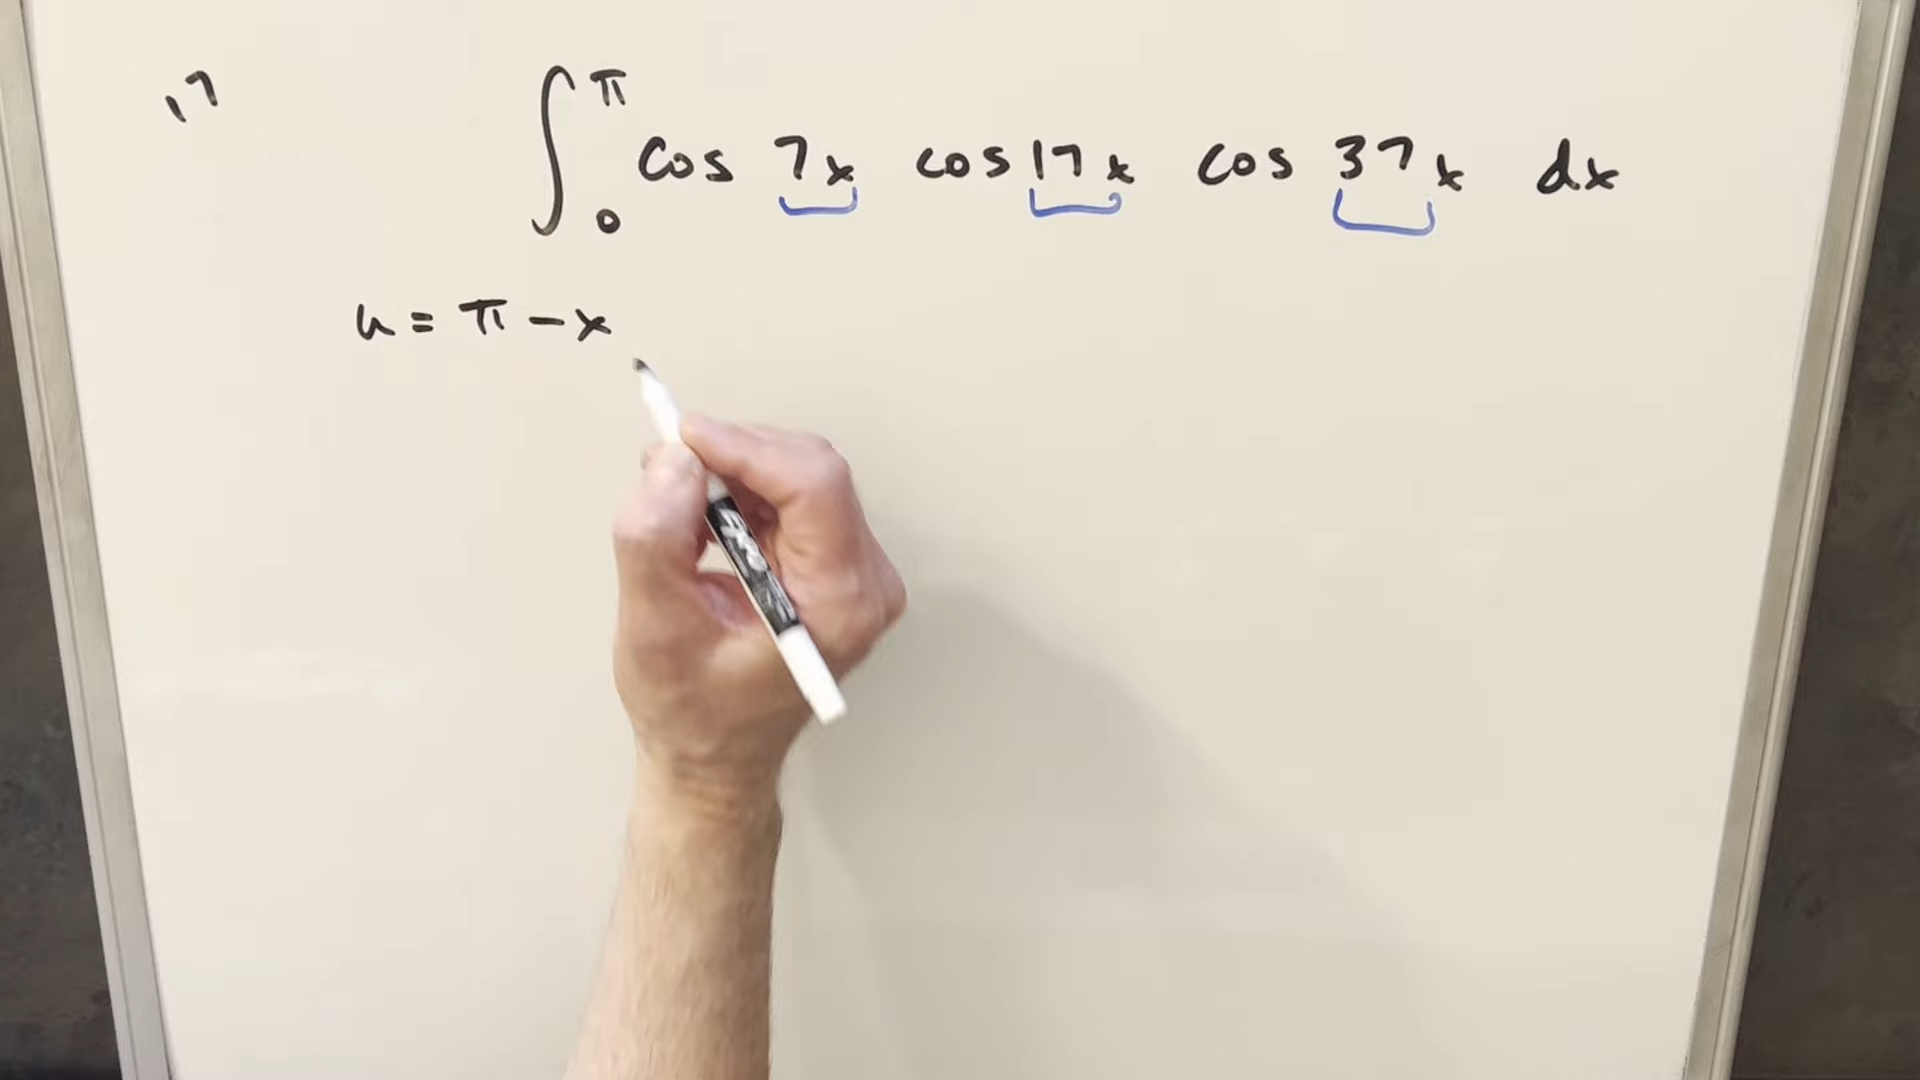 17
∫₀^π cos 7x cos 17x cos 37x dx
u = π - x